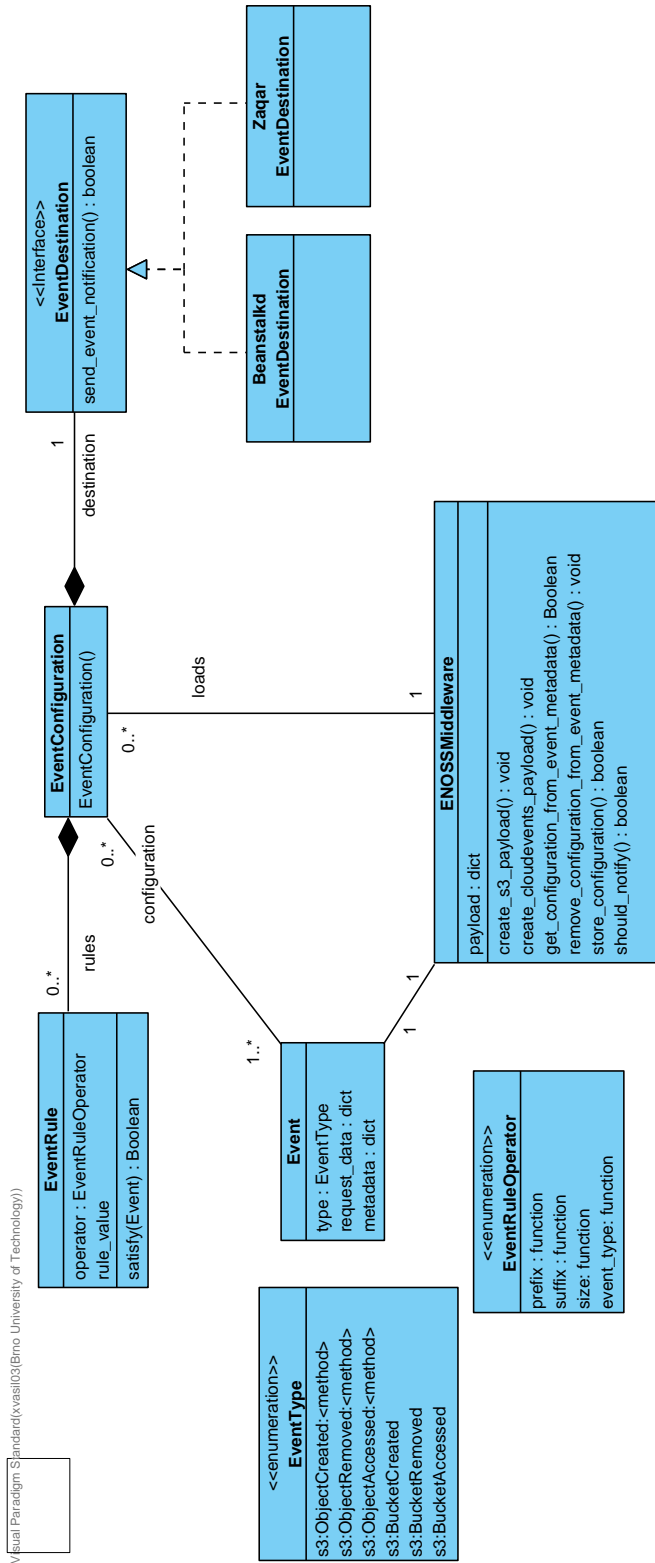 Visual Paradigm Standard(xvasil03(Brno University of Technology))
EventRule
operator : EventRuleOperator
rule_value
satisfy(Event) : Boolean
0..*
rules
EventConfiguration
EventConfiguration()
destination
1
<<Interface>>
EventDestination
send_event_notification() : boolean
0..*
configuration
0..*
loads
1..*
Event
type : EventType
request_data : dict
metadata : dict
1
1
1
Beanstalkd
EventDestination
Zaqar
EventDestination
<<enumeration>>
EventType
s3:ObjectCreated:<method>
s3:ObjectRemoved:<method>
s3:ObjectAccessed:<method>
s3:BucketCreated
s3:BucketRemoved
s3:BucketAccessed
<<enumeration>>
EventRuleOperator
prefix : function
suffix : function
size: function
event_type: function
ENOSSMiddleware
payload : dict
create_s3_payload() : void
create_cloudevents_payload() : void
get_configuration_from_event_metadata() : Boolean
remove_configuration_from_event_metadata() : void
store_configuration() : boolean
should_notify() : boolean